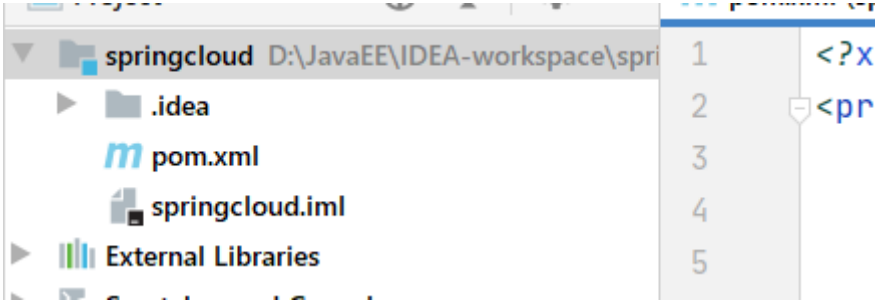 springcloud D:\JavaEE\IDEA-workspace\spri
.idea
pom.xml
springcloud.iml
External Libraries
1 <?x
2 <pr
3
4
5